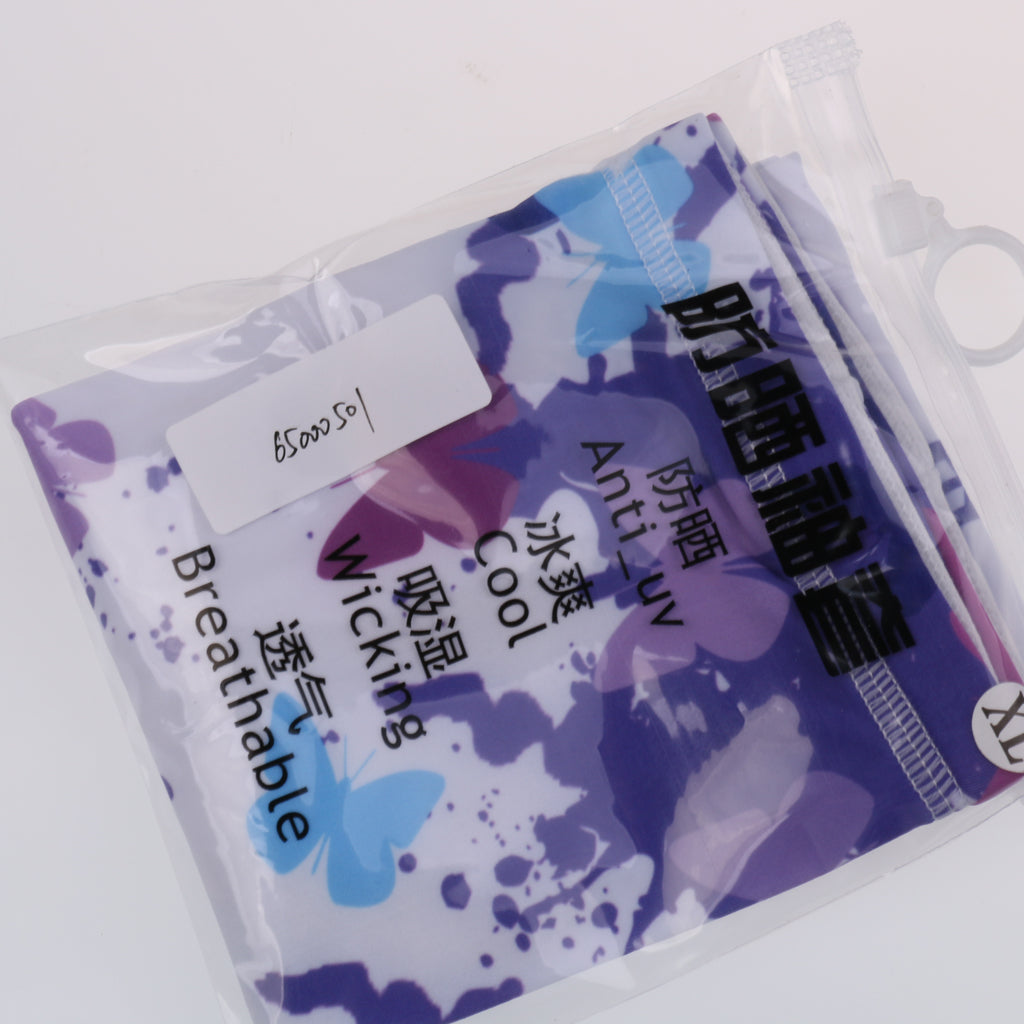 防晒袖套
防晒
Anti_uv
冰爽
Cool
吸湿
Wicking
透气
Breathable
65000501
XL